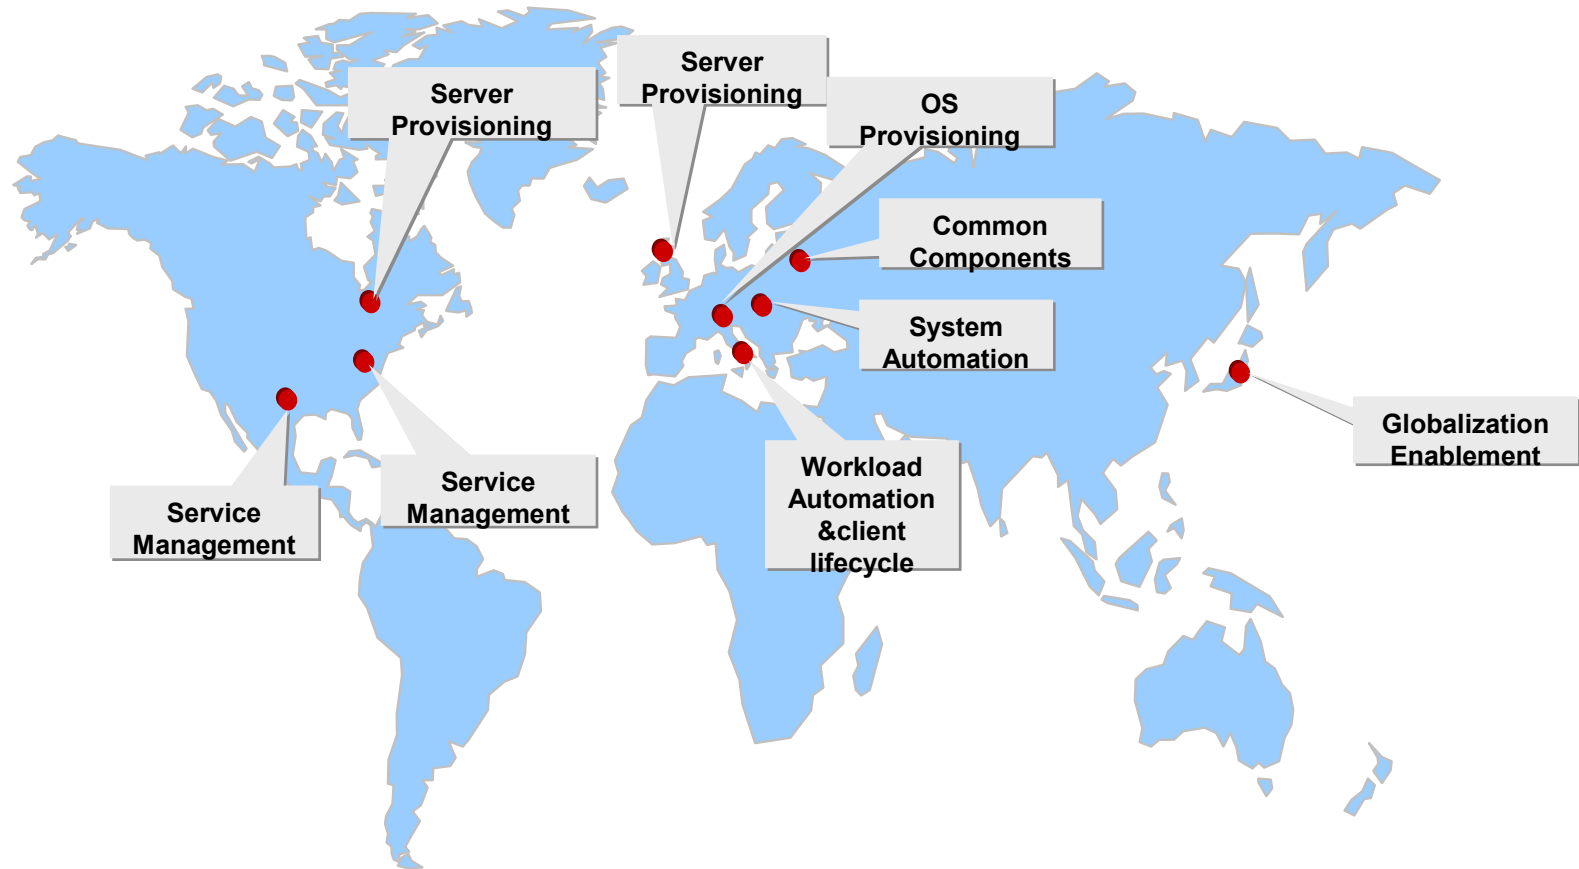 Server
Provisioning
Server
Provisioning
OS
Provisioning
Common
Components
System
Automation
Globalization
Enablement
Workload
Automation
&client
lifecycle
Service
Management
Service
Management